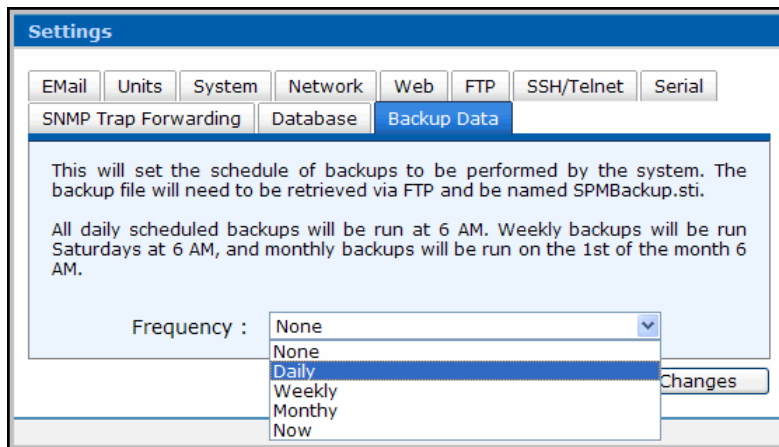 Settings
EMail Units System Network Web FTP SSH/Telnet Serial
SNMP Trap Forwarding Database Backup Data
This will set the schedule of backups to be performed by the system. The
backup file will need to be retrieved via FTP and be named SPMBackup.sti.
All daily scheduled backups will be run at 6 AM. Weekly backups will be run
Saturdays at 6 AM, and monthly backups will be run on the 1st of the month 6
AM.
Frequency : None
None
Daily
Changes
Weekly
Monthy
Now